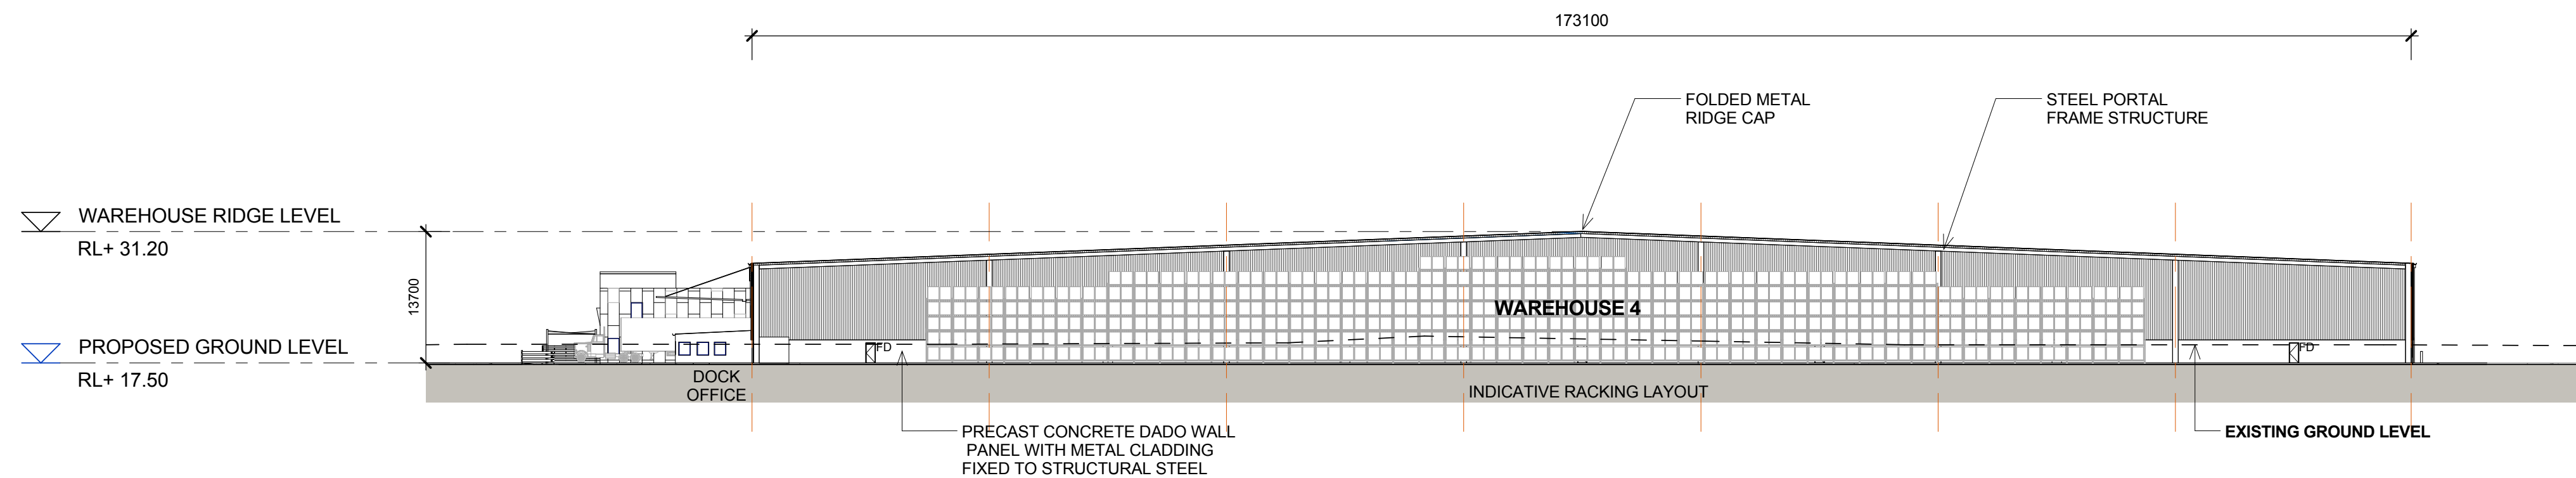 173100
FOLDED METAL
RIDGE CAP
STEEL PORTAL
FRAME STRUCTURE
WAREHOUSE RIDGE LEVEL
RL+ 31.20
13700
WAREHOUSE 4
PROPOSED GROUND LEVEL
RL+ 17.50
FD
FD
DOCK
OFFICE
INDICATIVE RACKING LAYOUT
PRECAST CONCRETE DADO WALL
PANEL WITH METAL CLADDING
FIXED TO STRUCTURAL STEEL
EXISTING GROUND LEVEL